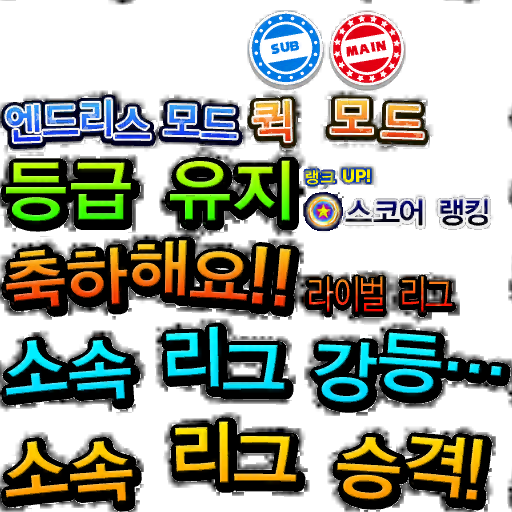 SUB MAIN
엔드리스 모드 퀵 모드
등급 유지
랭크 UP!
스코어 랭킹
축하해요!!
라이벌 리그
소속 리그 강등…
소속 리그 승격!